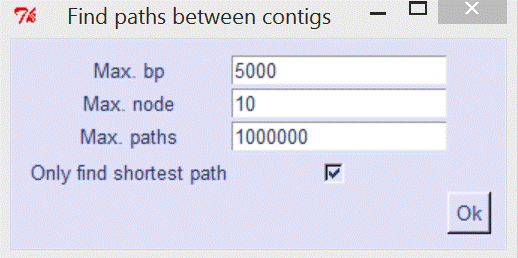 Find paths between contigs
Max. bp 5000
Max. node 10
Max. paths 1000000
Only find shortest path
Ok